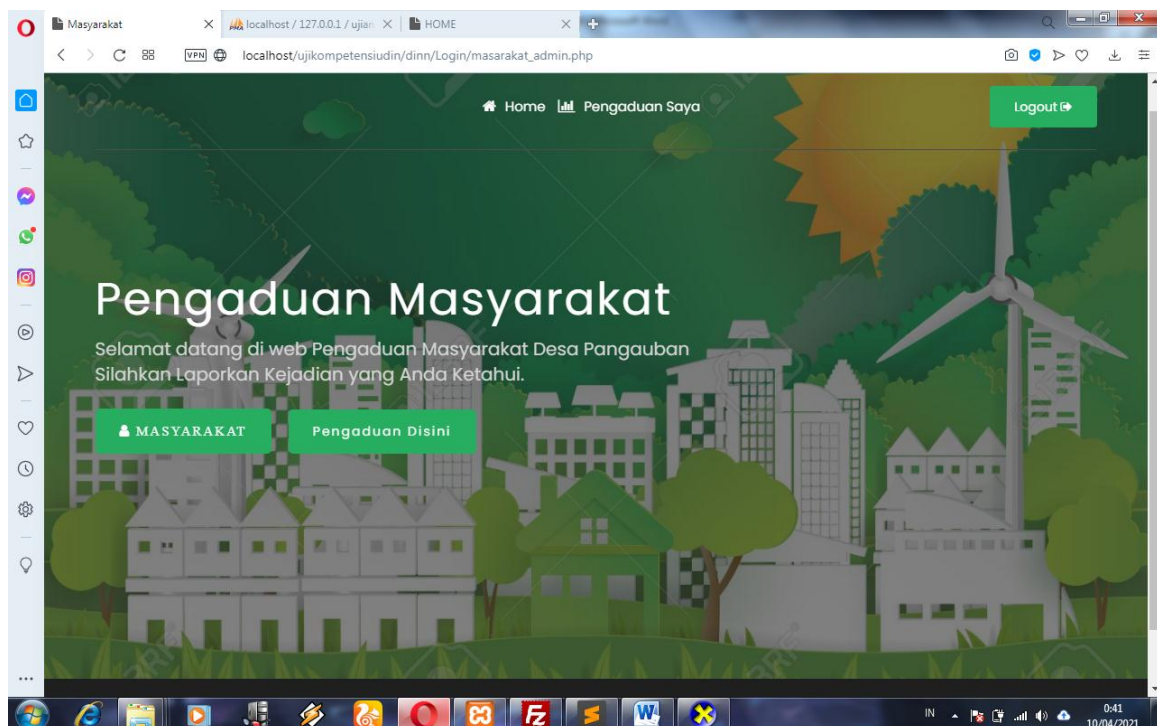 Masyarakat
localhost / 127.0.0.1 / ujian
HOME
VPN
localhost/ujikompetensiudin/dinn/Login/masarakat_admin.php
Home Pengaduan Saya
Logout
Pengaduan Masyarakat
Selamat datang di web Pengaduan Masyarakat Desa Pangauban
Silahkan Laporkan Kejadian yang Anda Ketahui.
MASYARAKAT
Pengaduan Disini
IN
0:41
10/04/2021